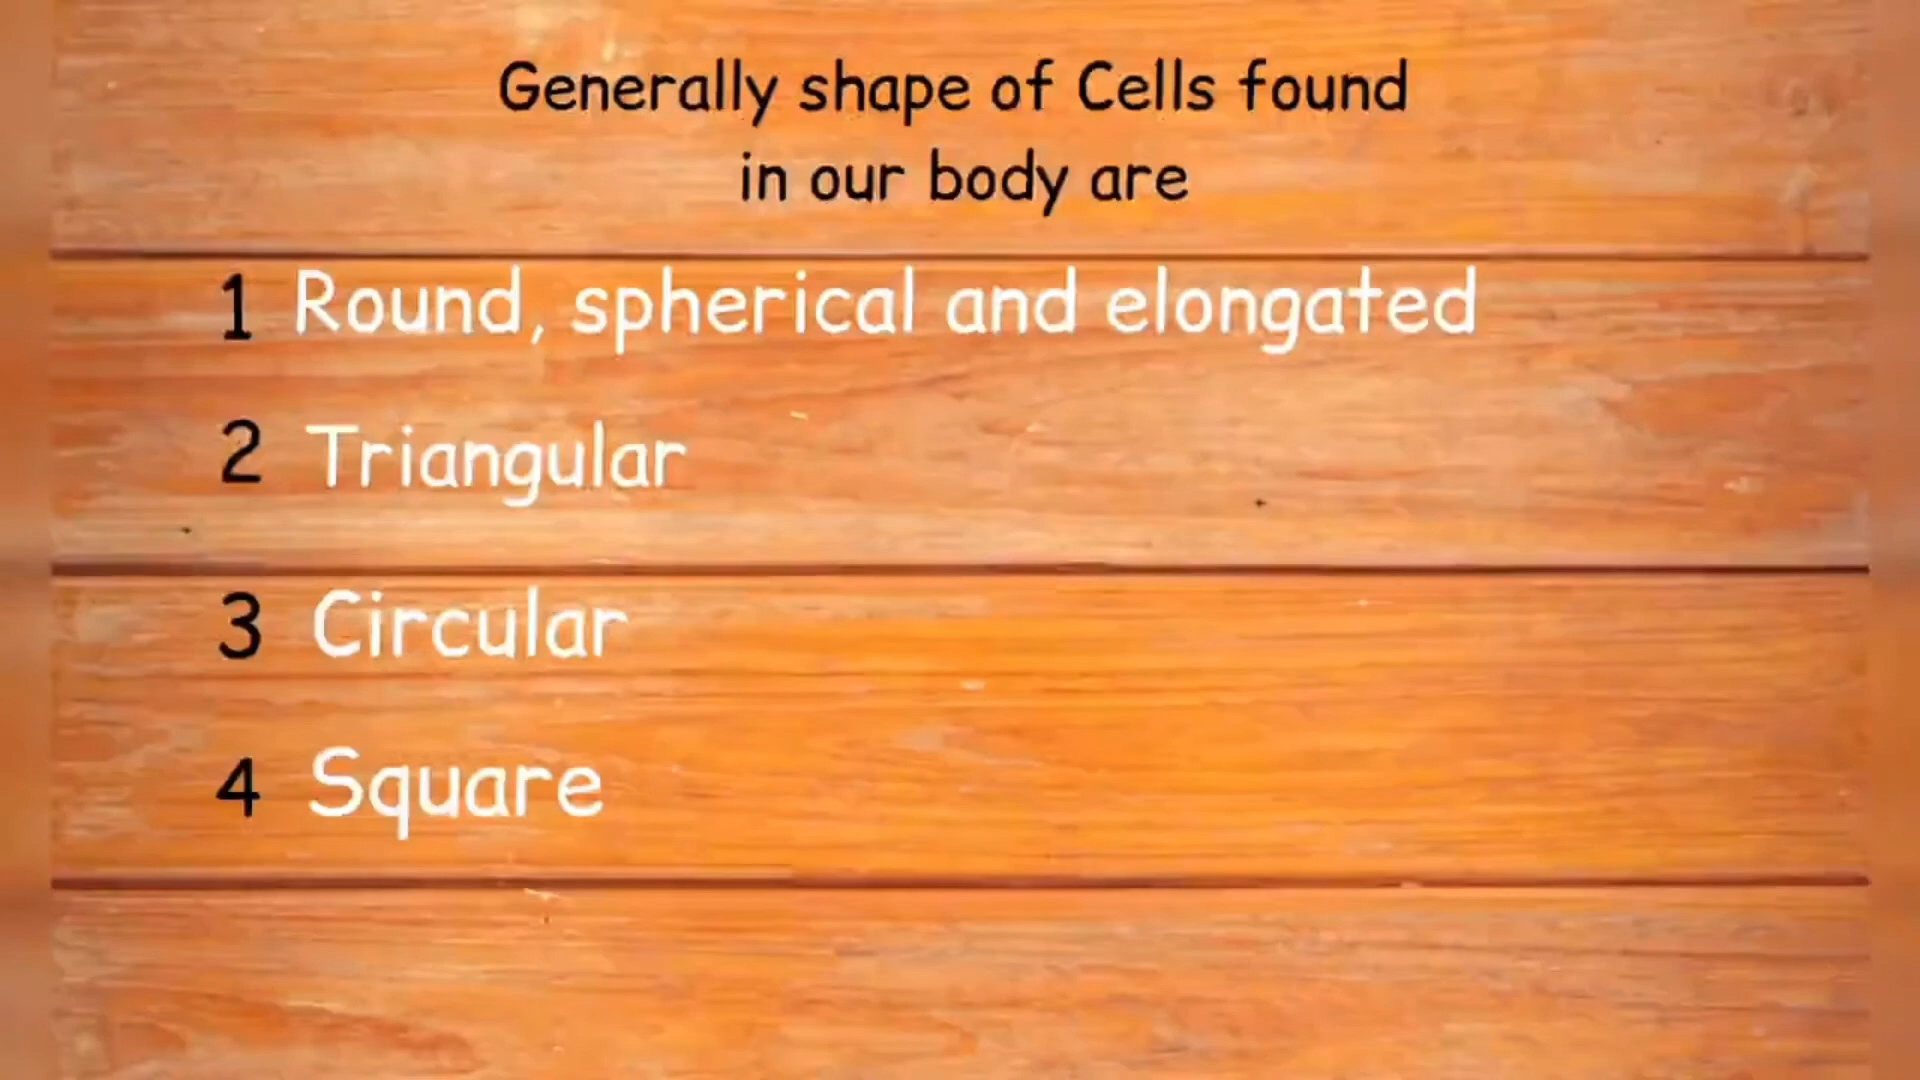 Generally shape of Cells found
in our body are
1 Round, spherical and elongated
2 Triangular
3 Circular
4 Square